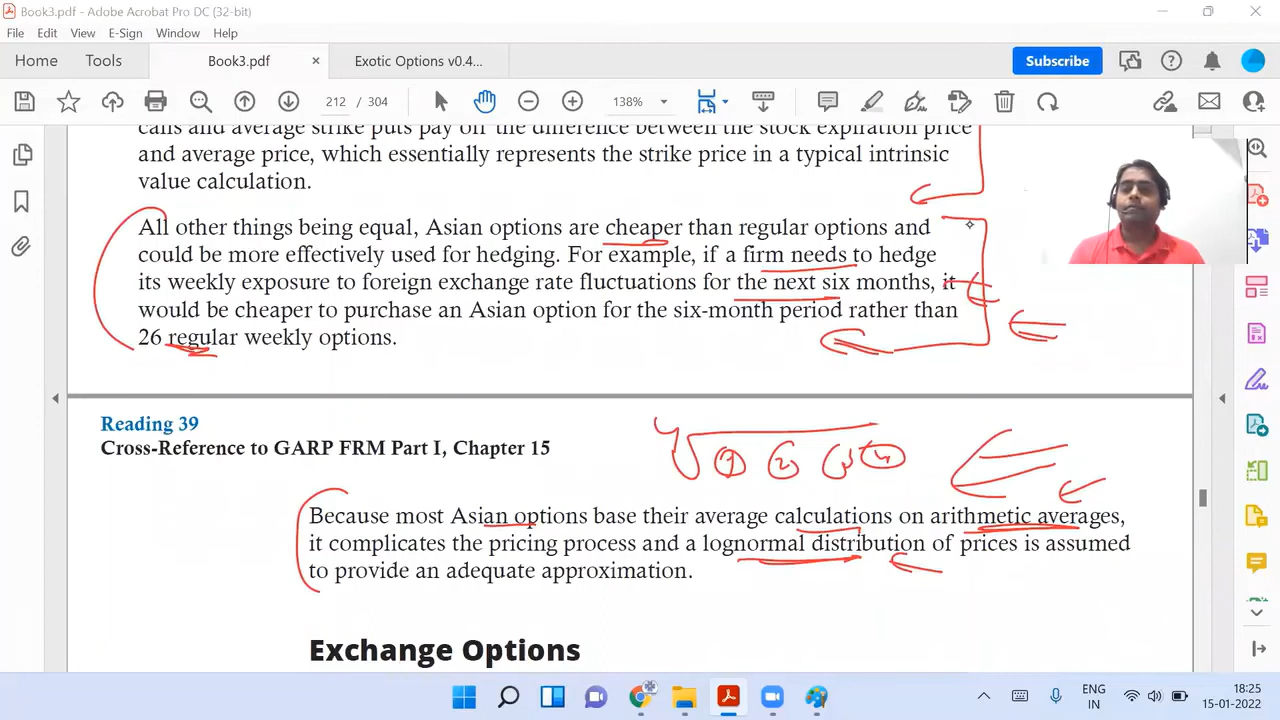 Book3.pdf - Adobe Acrobat Pro DC (32-bit)
File Edit View E-Sign Window Help
Home Tools Book3.pdf × Exotic Options v0.4... Subscribe
212 / 304 138%
calls and average strike puts pay off the difference between the stock expiration price
and average price, which essentially represents the strike price in a typical intrinsic
value calculation.
All other things being equal, Asian options are cheaper than regular options and
could be more effectively used for hedging. For example, if a firm needs to hedge
its weekly exposure to foreign exchange rate fluctuations for the next six months, it
would be cheaper to purchase an Asian option for the six-month period rather than
26 regular weekly options.
Reading 39
Cross-Reference to GARP FRM Part I, Chapter 15
Because most Asian options base their average calculations on arithmetic averages,
it complicates the pricing process and a lognormal distribution of prices is assumed
to provide an adequate approximation.
Exchange Options
ENG 18:25
IN 15-01-2022